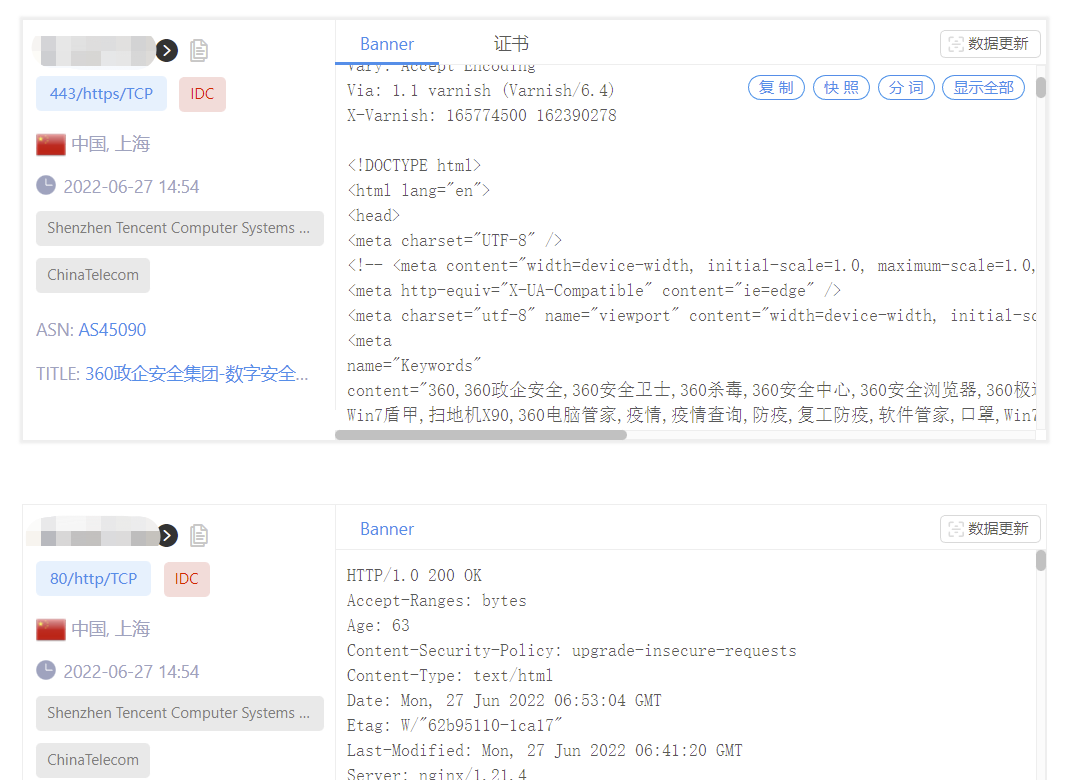 Banner
证书
数据更新
443/https/TCP
IDC
中国, 上海
2022-06-27 14:54
Shenzhen Tencent Computer Systems ...
ChinaTelecom
ASN: AS45090
TITLE: 360政企安全集团-数字安全...
Vary: Accept Encoding
复 制
快 照
分 词
显示全部
Via: 1.1 varnish (Varnish/6.4)
X-Varnish: 165774500 162390278
<!DOCTYPE html>
<html lang="en">
<head>
<meta charset="UTF-8" />
<!-- <meta content="width=device-width, initial-scale=1.0, maximum-scale=1.0,
<meta http-equiv="X-UA-Compatible" content="ie=edge" />
<meta charset="utf-8" name="viewport" content="width=device-width, initial-sc
<meta
name="Keywords"
content="360,360政企安全,360安全卫士,360杀毒,360安全中心,360安全浏览器,360极速
Win7盾甲,扫地机X90,360电脑管家,疫情,疫情查询,防疫,复工防疫,软件管家,口罩,Win7
Banner
数据更新
80/http/TCP
IDC
中国, 上海
2022-06-27 14:54
Shenzhen Tencent Computer Systems ...
ChinaTelecom
HTTP/1.0 200 OK
Accept-Ranges: bytes
Age: 63
Content-Security-Policy: upgrade-insecure-requests
Content-Type: text/html
Date: Mon, 27 Jun 2022 06:53:04 GMT
Etag: W/"62b95110-1ca17"
Last-Modified: Mon, 27 Jun 2022 06:41:20 GMT
Server: nginx/1.21.4